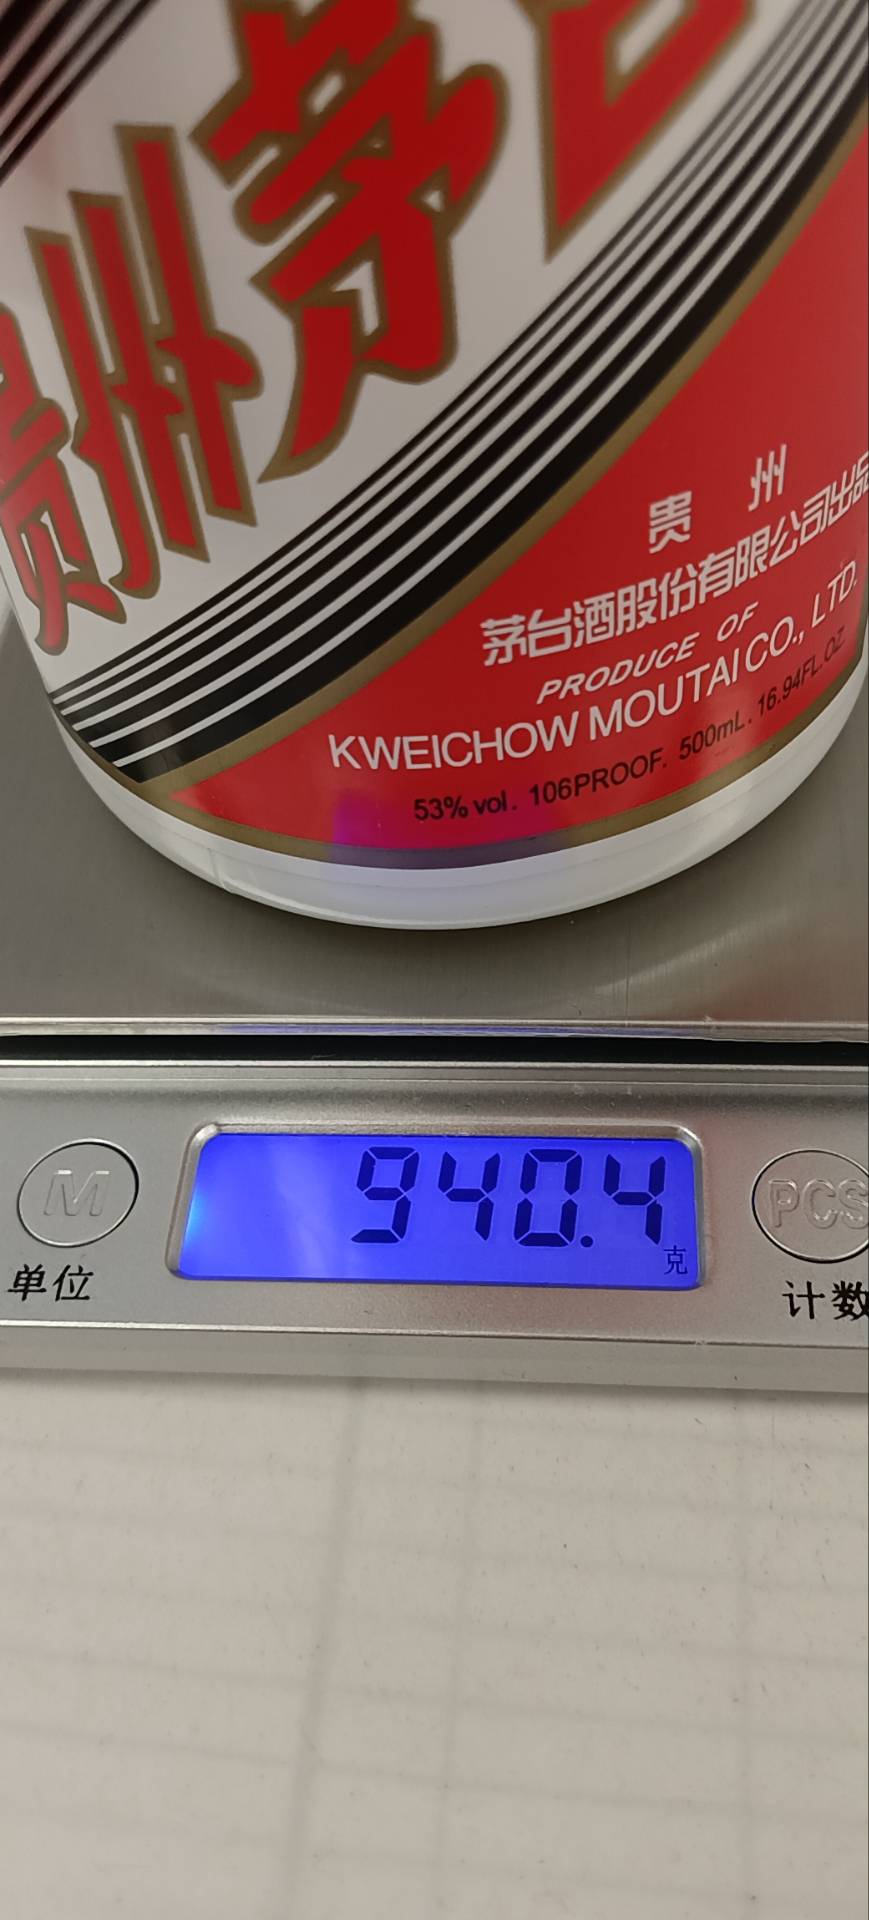 贵州茅台
贵州
茅台酒股份有限公司出品
PRODUCE OF
KWEICHOW MOUTAI CO., LTD.
53% vol. 106PROOF. 500mL. 16.94FL.OZ.
940.4
克
M
单位
PCS
计数